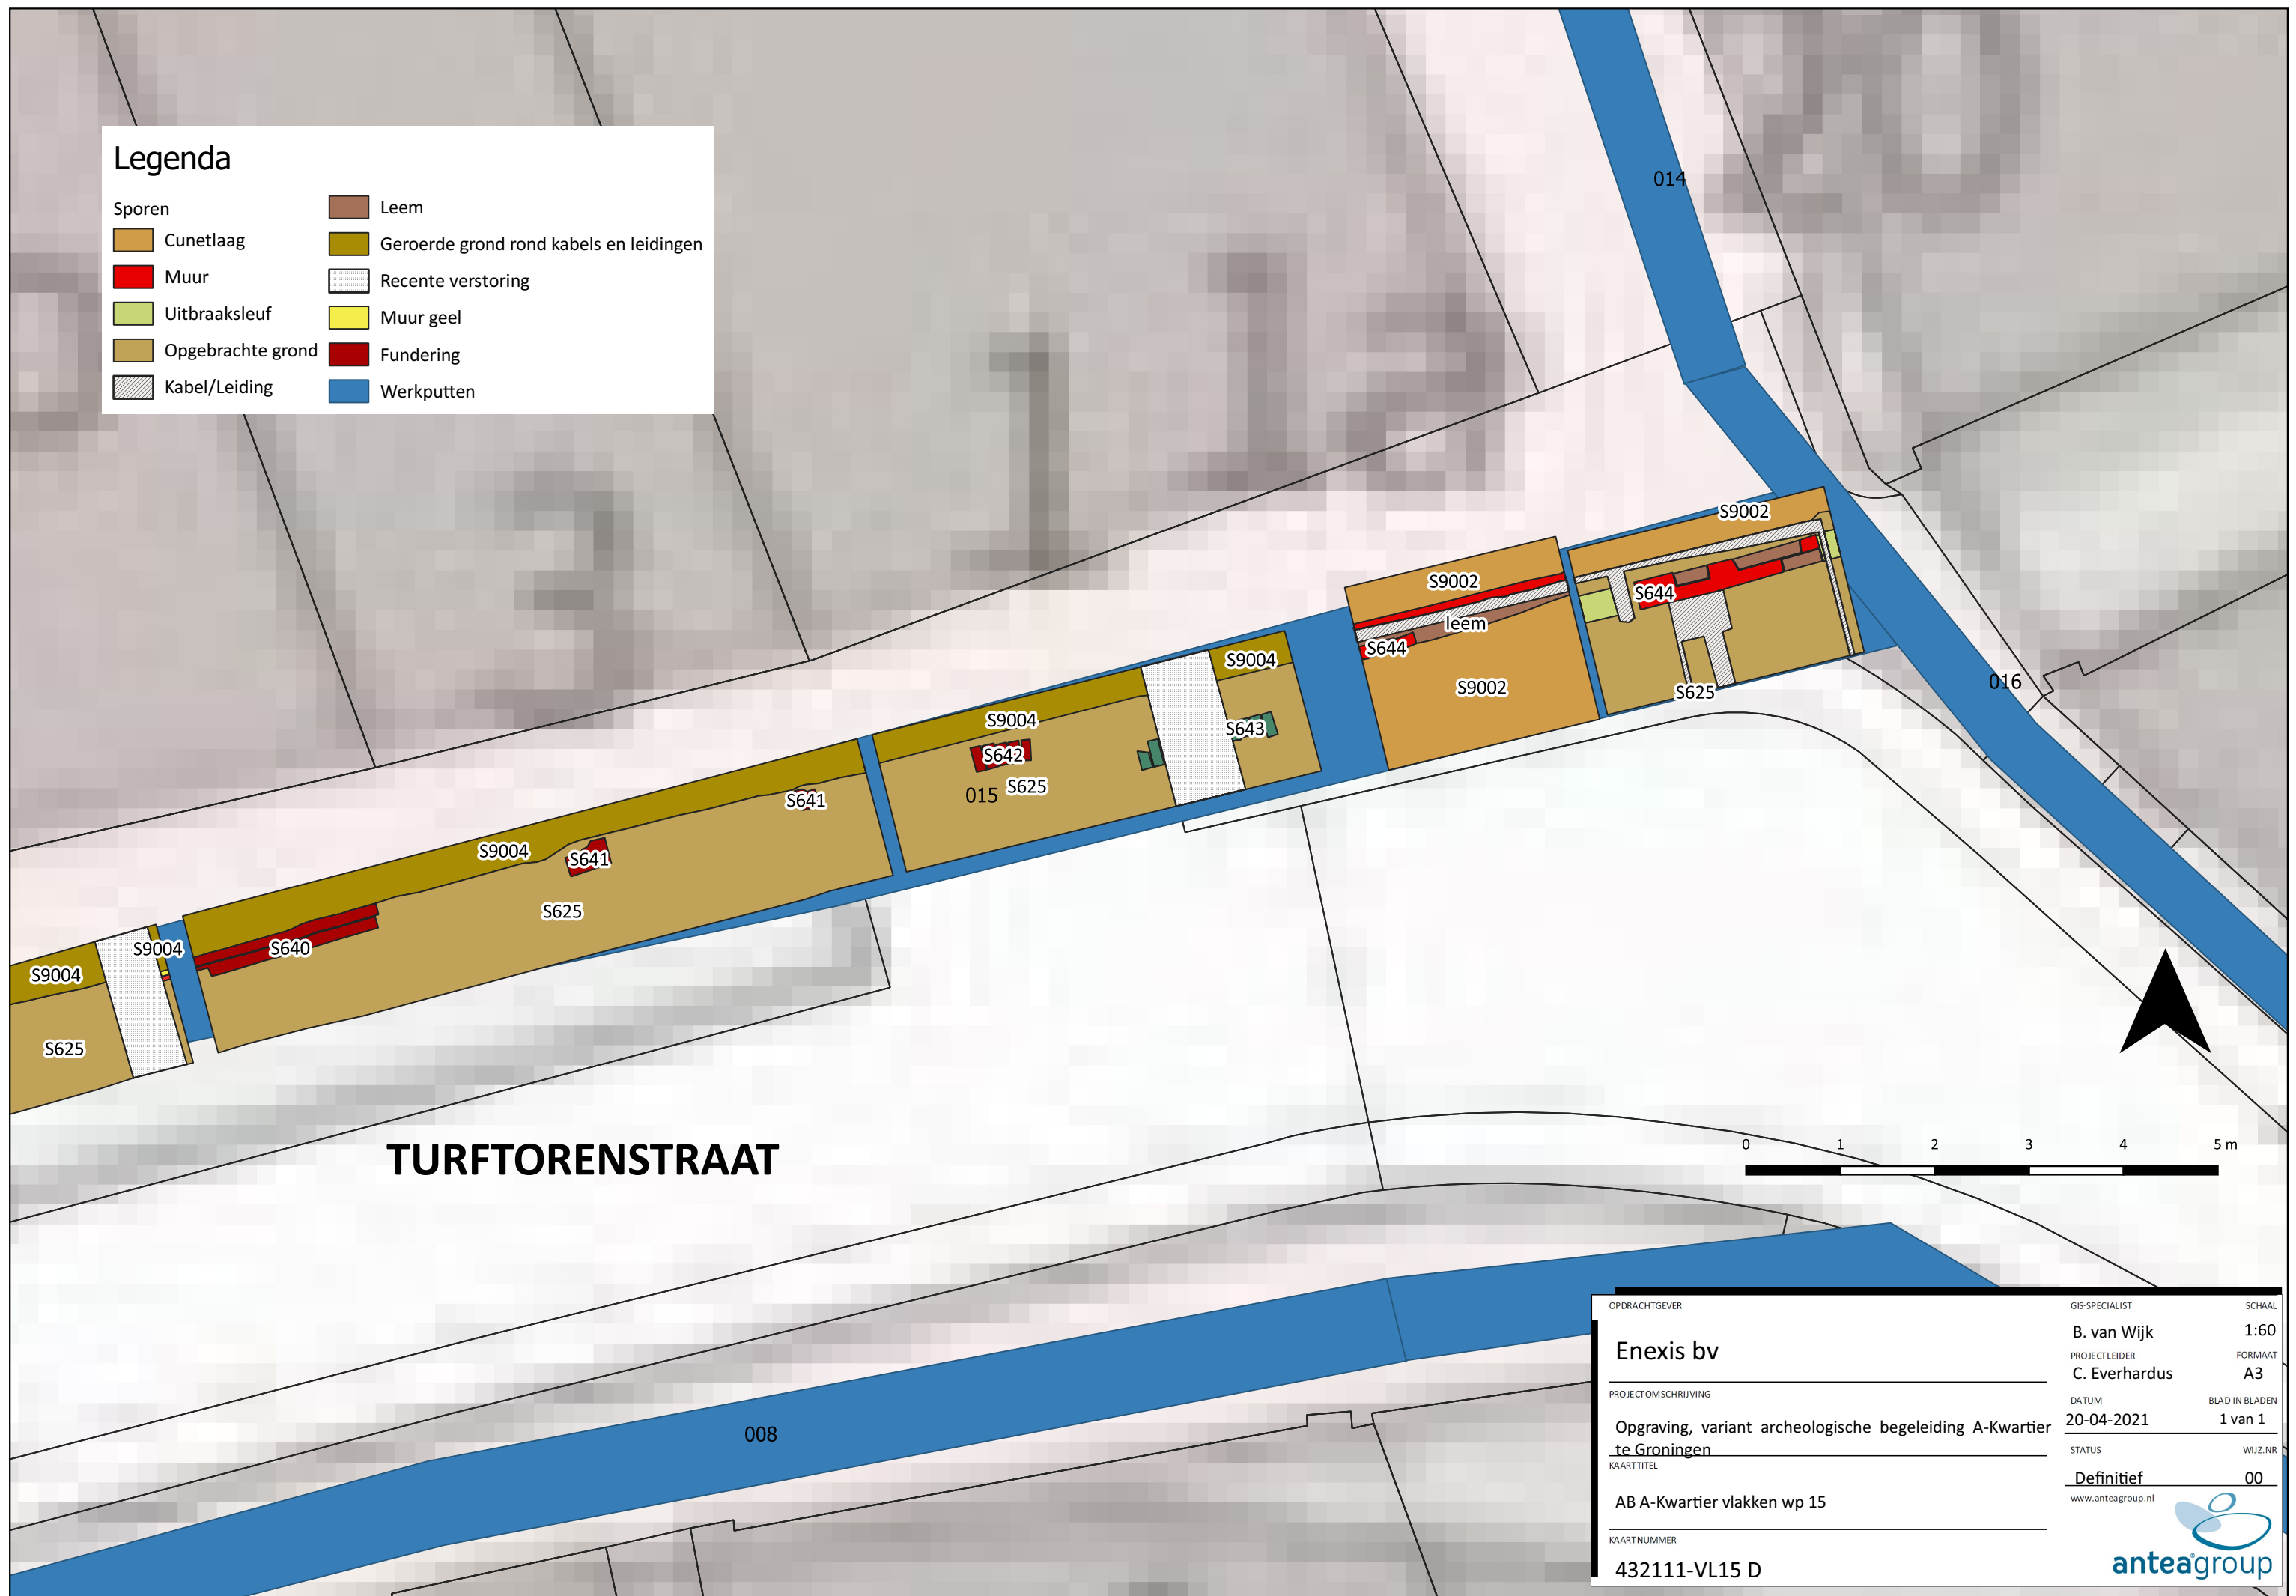 Legenda
Sporen
Cunetlaag
Muur
Uitbraaksleuf
Opgebrachte grond
Kabel/Leiding
Leem
Geroerde grond rond kabels en leidingen
Recente verstoring
Muur geel
Fundering
Werkputten
3
1
1a
014
S9002
S9002
S644
leem
S644
S9002
S625
016
S9004
S643
S9004
S642
015
S625
S641
S9004
S641
S625
S9004
S640
S9004
S625
TURFTORENSTRAAT
0 1 2 3 4 5 m
008
OPDRACHTGEVER
Enexis bv
PROJECTOMSCHRIJVING
Opgraving, variant archeologische begeleiding A-Kwartier
te Groningen
KAARTTITEL
AB A-Kwartier vlakken wp 15
KAARTNUMMER
432111-VL15 D
GIS-SPECIALIST
SCHAAL
B. van Wijk
1:60
PROJECTLEIDER
FORMAAT
C. Everhardus
A3
DATUM
BLAD IN BLADEN
20-04-2021
1 van 1
STATUS
WIJZ.NR
Definitief
00
www.anteagroup.nl
anteagroup